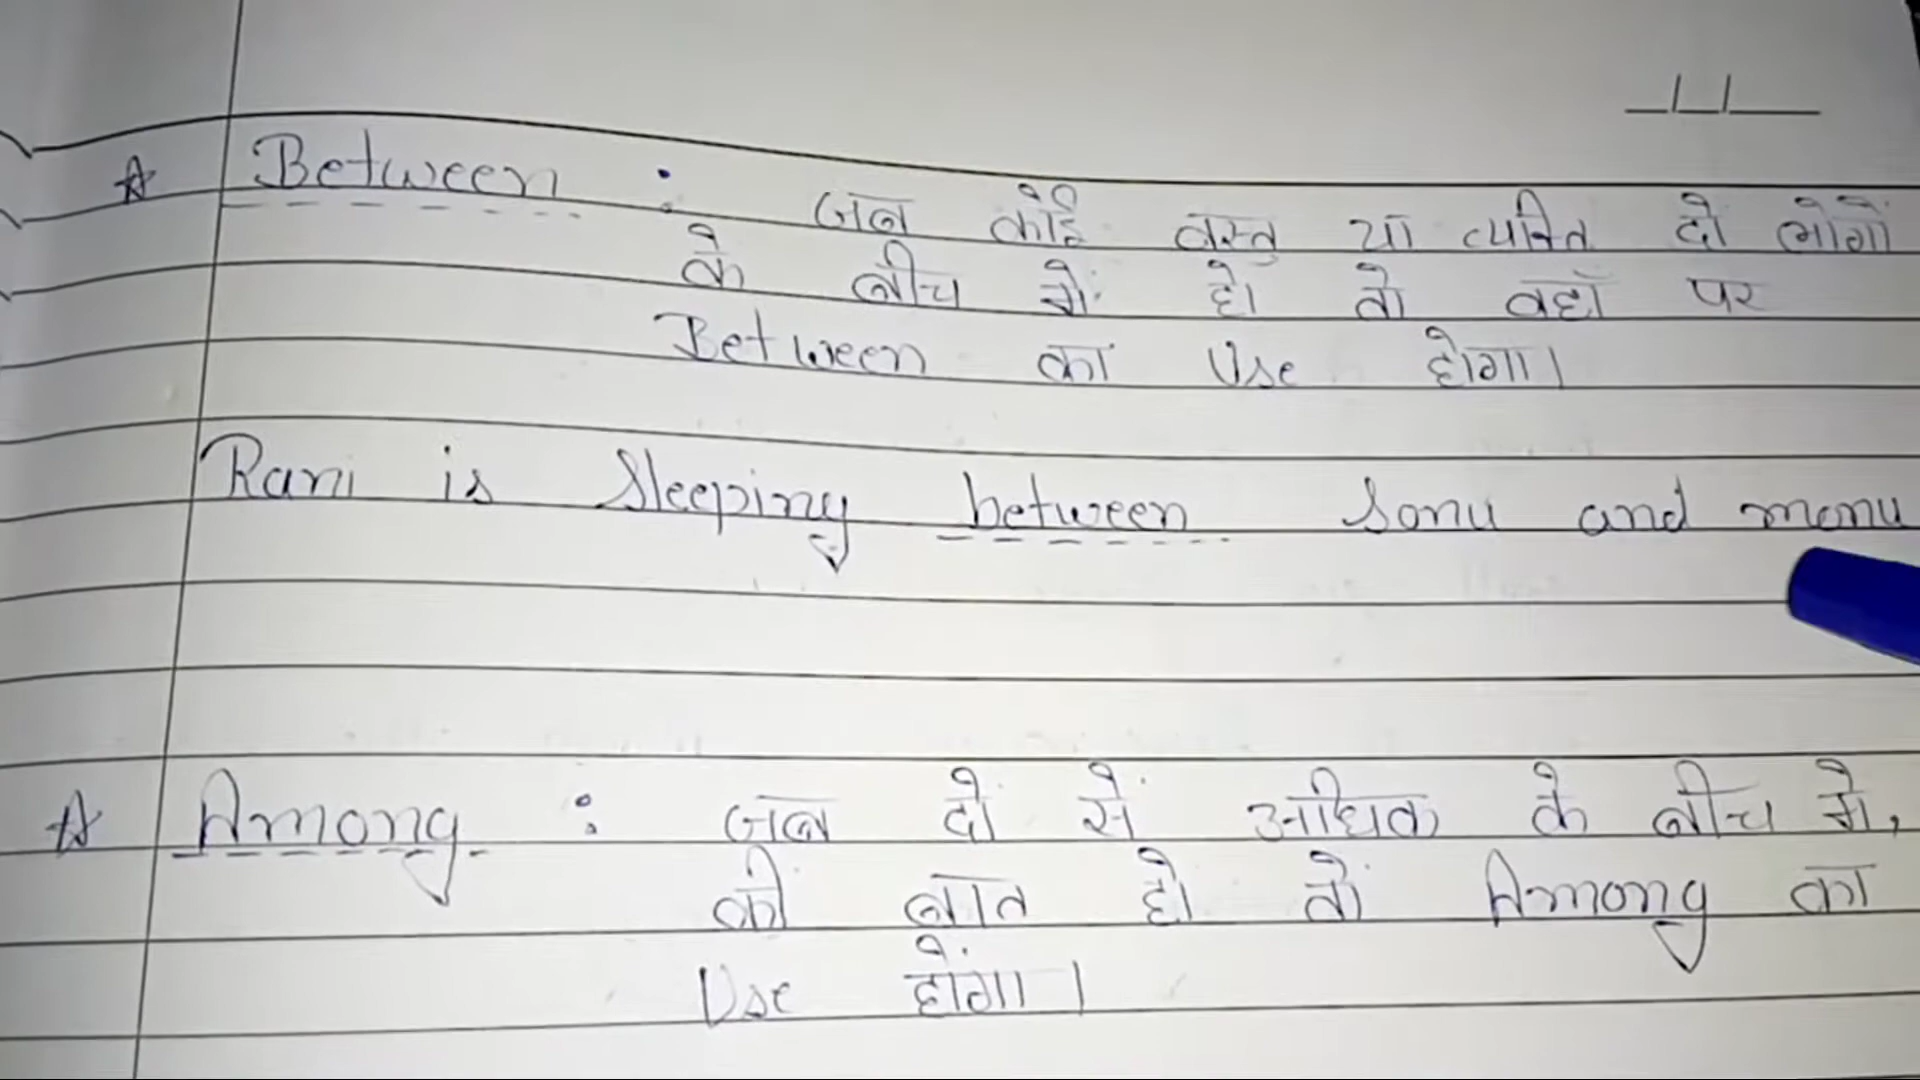 ☆ Between : जब कोई वस्तु या व्यक्ति दो लोगों
के बीच में हो तो वहाँ पर
Between का Use होगा।
Rani is Sleeping between Sonu and monu
☆ Among : जब दो से अधिक के बीच में,
की बात हो तो Among का
Use होगा।